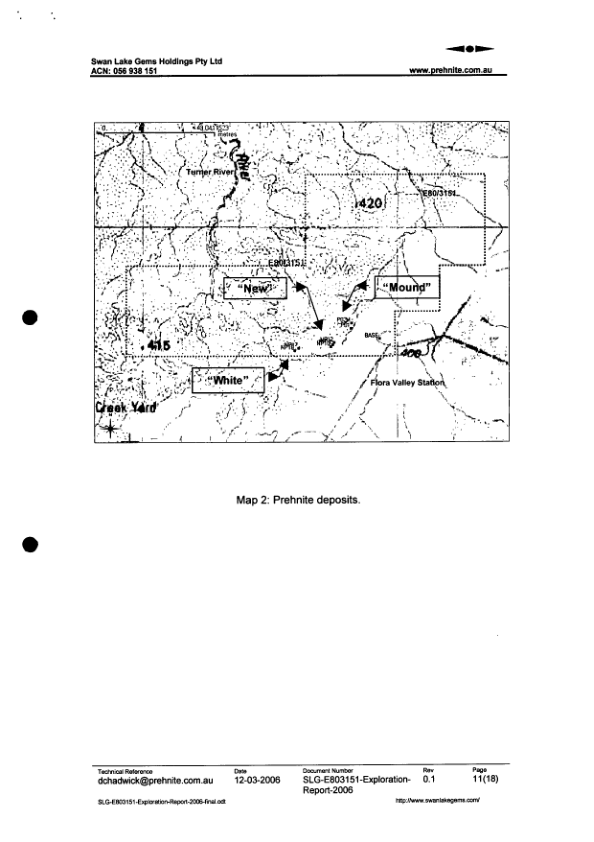 Swan Lake Gems Holdings Pty Ltd
ACN: 056 938 151
www.prehnite.com.au
0
metres
River
Turner River
E80/3151
420
E80/3151
"New"
"Mound"
BASE
415
400
"White"
Flora Valley Station
Creek Yard
Map 2: Prehnite deposits.
Technical Reference Date Document Number Rev Page
dchadwick@prehnite.com.au 12-03-2006 SLG-E803151-Exploration- 0.1 11(18)
Report-2006
SLG-E803151-Exploration-Report-2006-final.odt http://www.swanlakegems.com/